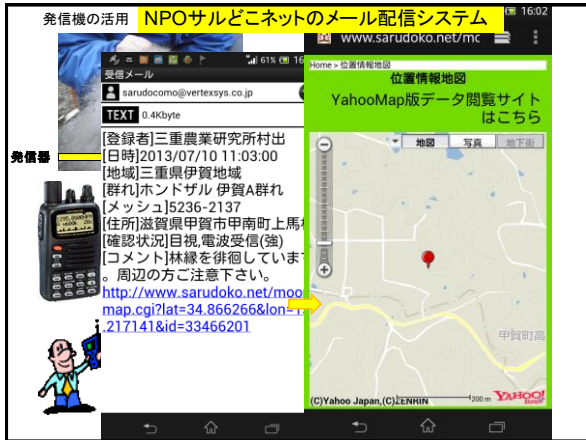 発信機の活用
NPOサルどこネットのメール配信システム
発信器
61%
受信メール
sarudocomo@vertexsys.co.jp
TEXT 0.4Kbyte
[登録者]三重農業研究所村出
[日時]2013/07/10 11:03:00
[地域]三重県伊賀地域
[群れ]ホンドザル 伊賀A群れ
[メッシュ]5236-2137
[住所]滋賀県甲賀市甲南町上馬
[確認状況]目視,電波受信(強)
[コメント]林縁を徘徊していま
。周辺の方ご注意下さい。
http://www.sarudoko.net/moo
map.cgi?lat=34.866266&lon=1
.217141&id=33466201
16:02
www.sarudoko.net/mc
Home > 位置情報地図
位置情報地図
YahooMap版データ閲覧サイト
はこちら
地図 写真 地下街
甲賀町高
200 m
YAHOO!
JAPAN
(C)Yahoo Japan,(C)ZENRIN